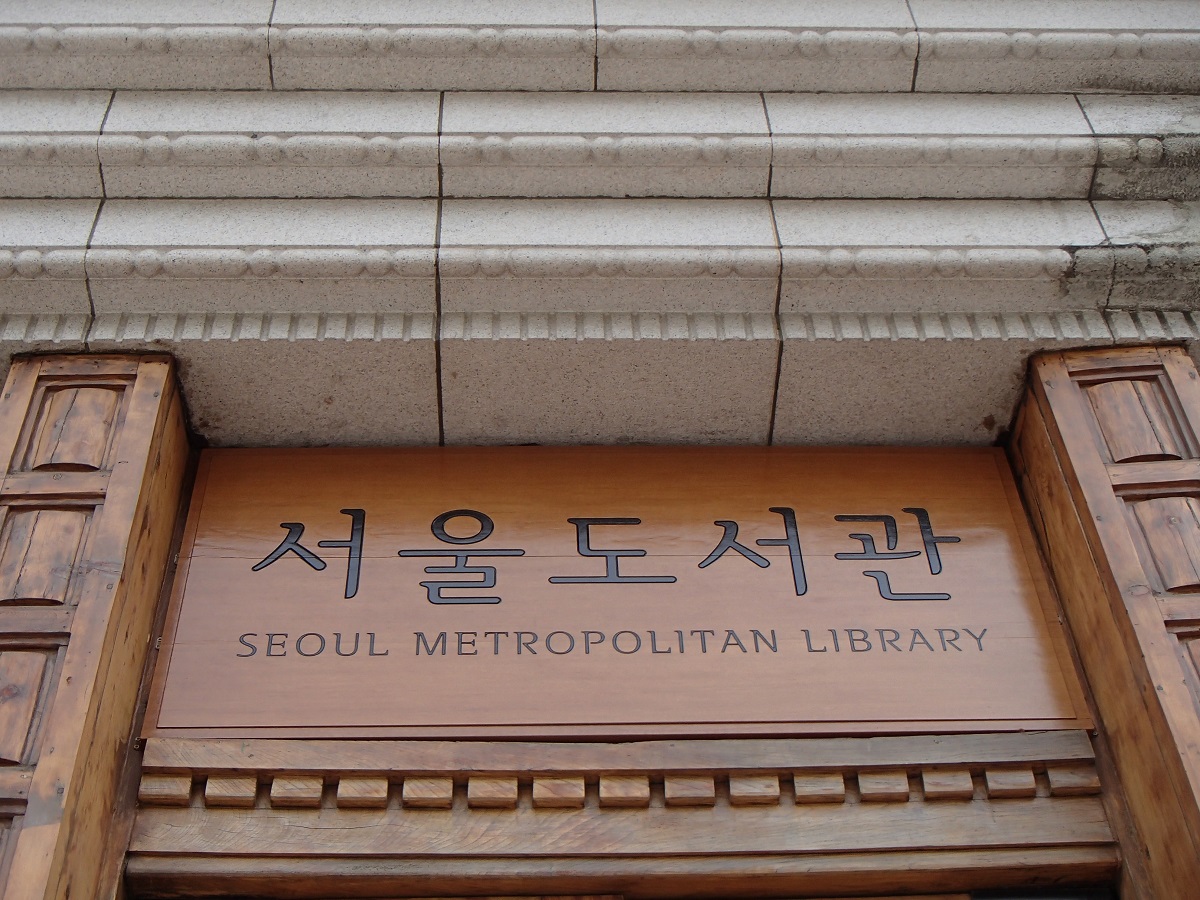 서울도서관
SEOUL METROPOLITAN LIBRARY